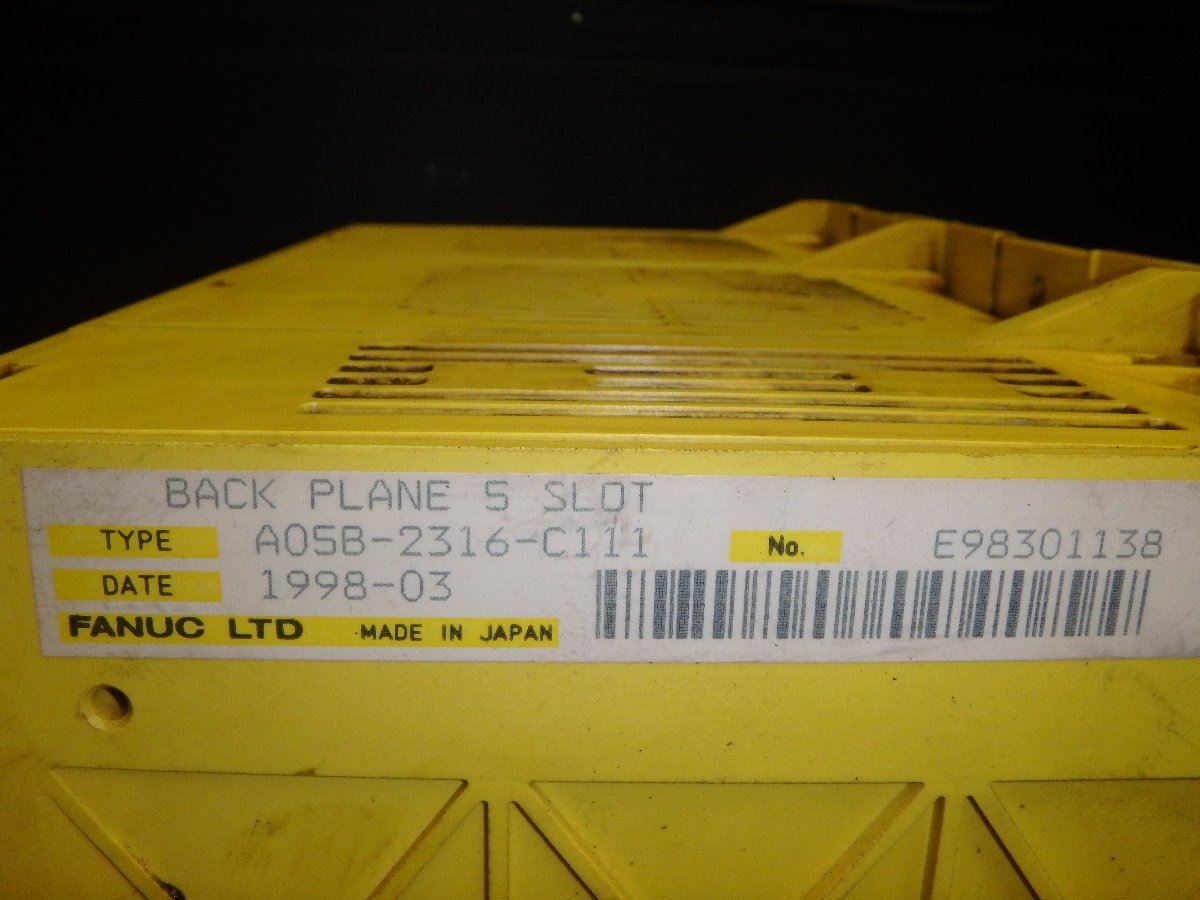 BACK PLANE 5 SLOT
TYPE A05B-2316-C111 No. E98301138
DATE 1998-03
FANUC LTD MADE IN JAPAN